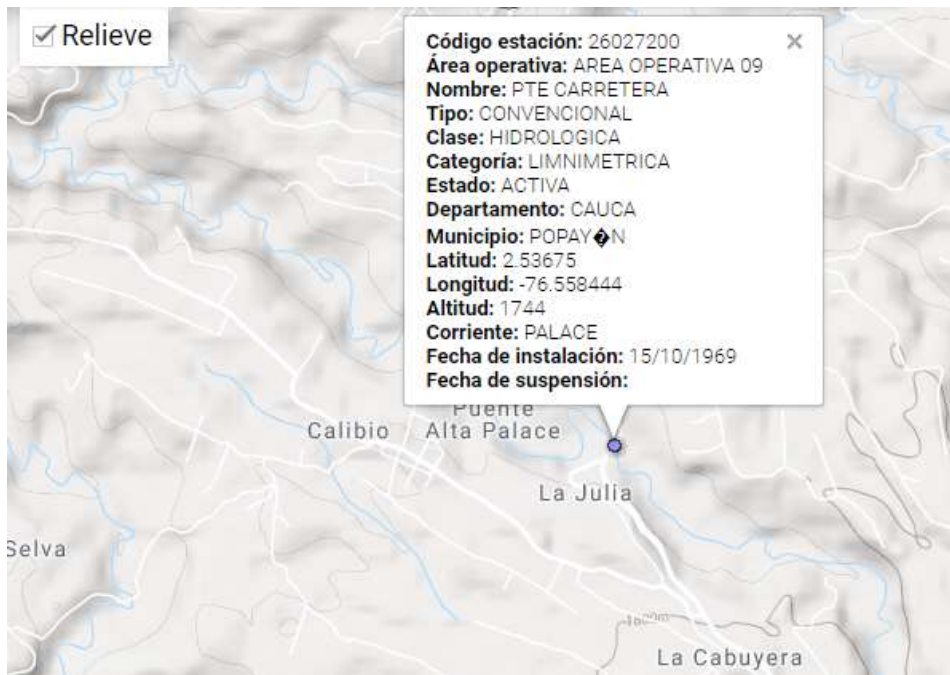 Relieve
Código estación: 26027200
Área operativa: AREA OPERATIVA 09
Nombre: PTE CARRETERA
Tipo: CONVENCIONAL
Clase: HIDROLOGICA
Categoría: LIMNIMETRICA
Estado: ACTIVA
Departamento: CAUCA
Municipio: POPAY�N
Latitud: 2.53675
Longitud: -76.558444
Altitud: 1744
Corriente: PALACE
Fecha de instalación: 15/10/1969
Fecha de suspensión:
Puente
Alta Palace
Calibio
La Julia
Selva
1800m
La Cabuyera